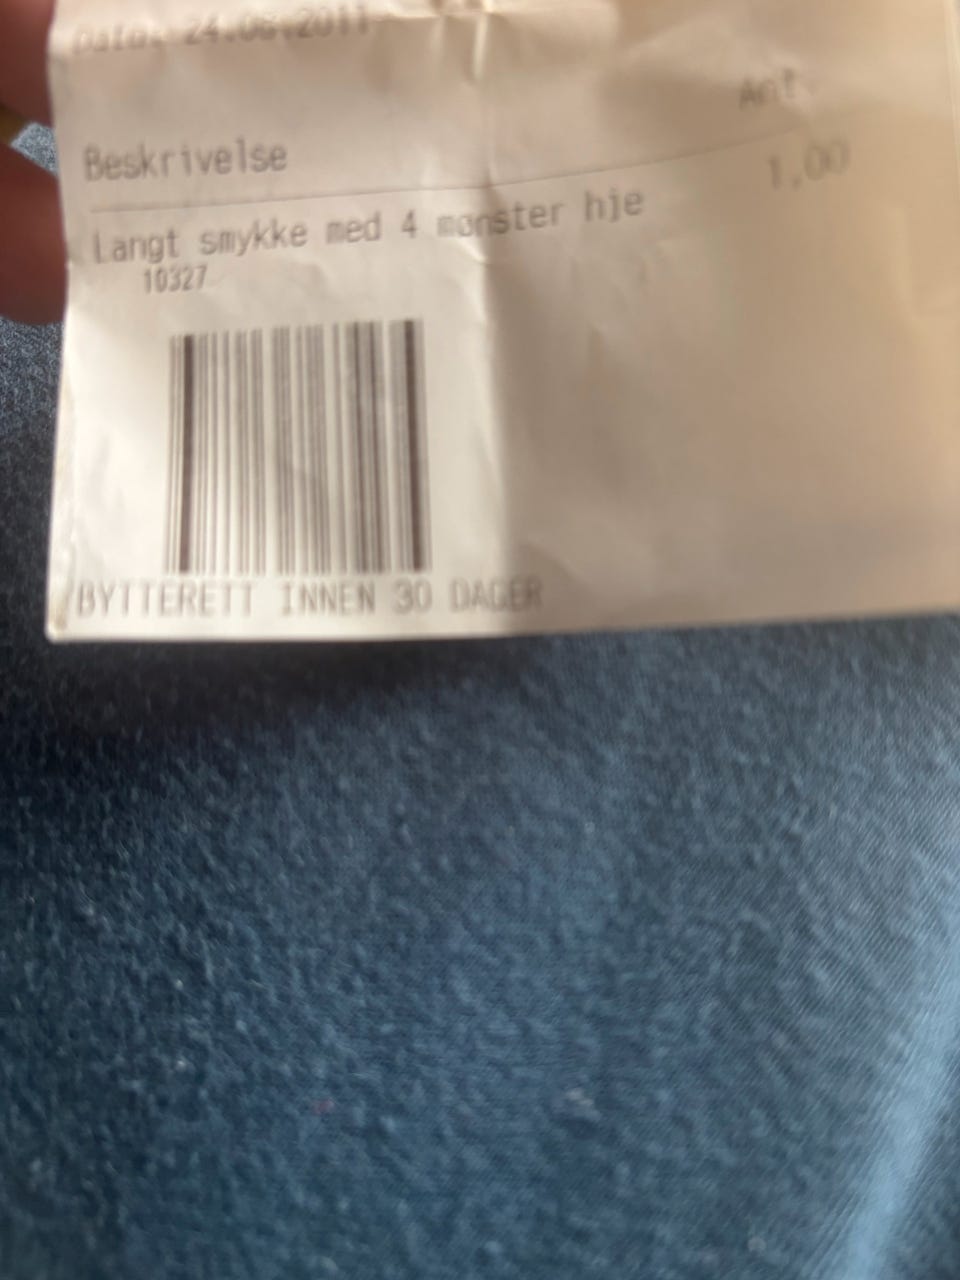 Dato: 24.08.2011
Ant.
Beskrivelse
1,00
Langt smykke med 4 mønster hje
10327
BYTTERETT INNEN 30 DAGER